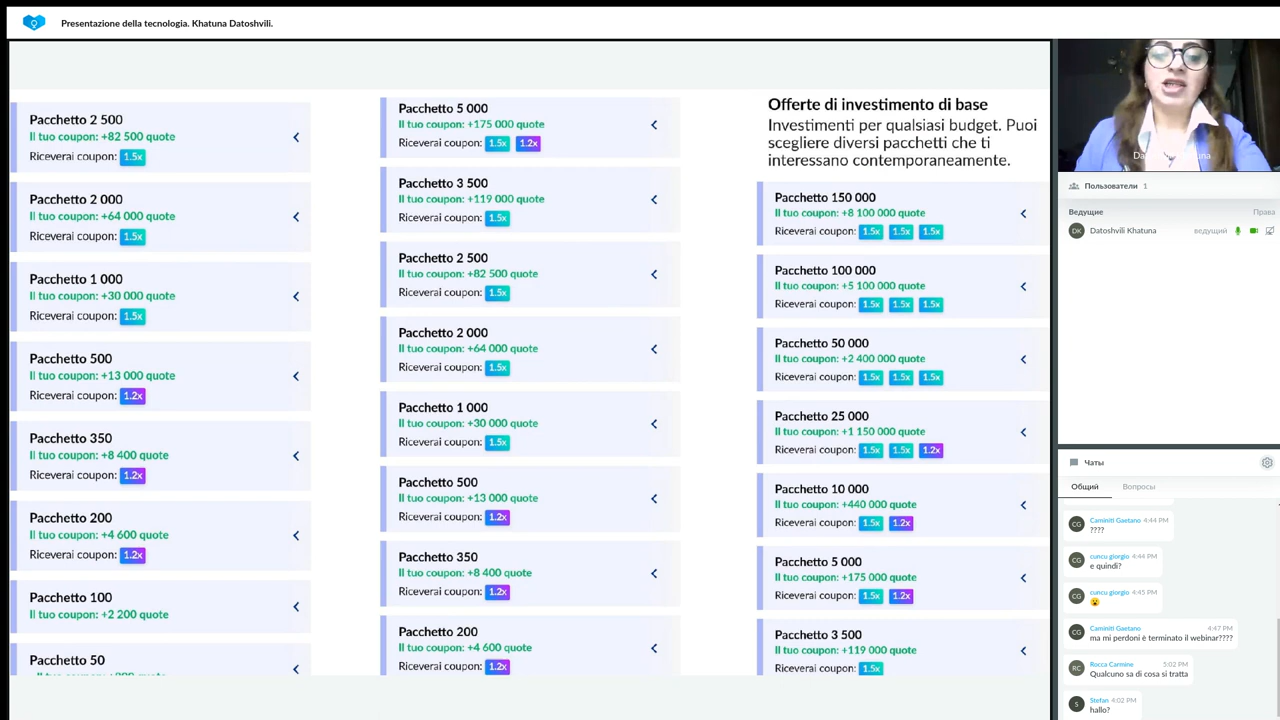 Presentazione della tecnologia. Khatuna Datoshvili.
Pacchetto 2 500
Il tuo coupon: +82 500 quote
Riceverai coupon: 1.5x
Pacchetto 2 000
Il tuo coupon: +64 000 quote
Riceverai coupon: 1.5x
Pacchetto 1 000
Il tuo coupon: +30 000 quote
Riceverai coupon: 1.5x
Pacchetto 500
Il tuo coupon: +13 000 quote
Riceverai coupon: 1.2x
Pacchetto 350
Il tuo coupon: +8 400 quote
Riceverai coupon: 1.2x
Pacchetto 200
Il tuo coupon: +4 600 quote
Riceverai coupon: 1.2x
Pacchetto 100
Il tuo coupon: +2 200 quote
Pacchetto 50
Pacchetto 5 000
Il tuo coupon: +175 000 quote
Riceverai coupon: 1.5x 1.2x
Pacchetto 3 500
Il tuo coupon: +119 000 quote
Riceverai coupon: 1.5x
Pacchetto 2 500
Il tuo coupon: +82 500 quote
Riceverai coupon: 1.5x
Pacchetto 2 000
Il tuo coupon: +64 000 quote
Riceverai coupon: 1.5x
Pacchetto 1 000
Il tuo coupon: +30 000 quote
Riceverai coupon: 1.5x
Pacchetto 500
Il tuo coupon: +13 000 quote
Riceverai coupon: 1.2x
Pacchetto 350
Il tuo coupon: +8 400 quote
Riceverai coupon: 1.2x
Pacchetto 200
Il tuo coupon: +4 600 quote
Riceverai coupon: 1.2x
Offerte di investimento di base
Investimenti per qualsiasi budget. Puoi
scegliere diversi pacchetti che ti
interessano contemporaneamente.
Pacchetto 150 000
Il tuo coupon: +8 100 000 quote
Riceverai coupon: 1.5x 1.5x 1.5x
Pacchetto 100 000
Il tuo coupon: +5 100 000 quote
Riceverai coupon: 1.5x 1.5x 1.5x
Pacchetto 50 000
Il tuo coupon: +2 400 000 quote
Riceverai coupon: 1.5x 1.5x 1.5x
Pacchetto 25 000
Il tuo coupon: +1 150 000 quote
Riceverai coupon: 1.5x 1.5x 1.2x
Pacchetto 10 000
Il tuo coupon: +440 000 quote
Riceverai coupon: 1.5x 1.2x
Pacchetto 5 000
Il tuo coupon: +175 000 quote
Riceverai coupon: 1.5x 1.2x
Pacchetto 3 500
Il tuo coupon: +119 000 quote
Riceverai coupon: 1.5x
Пользователи 1
Ведущие Права
DK Datoshvili Khatuna ведущий
Чаты
Общий Вопросы
CG Caminiti Gaetano 4:44 PM
????
CG cuncu giorgio 4:44 PM
e quindi?
CG cuncu giorgio 4:45 PM
😮
CG Caminiti Gaetano 4:47 PM
ma mi perdoni è terminato il webinar????
RC Rocca Carmine 5:02 PM
Qualcuno sa di cosa si tratta
S Stefan 4:02 PM
hallo?